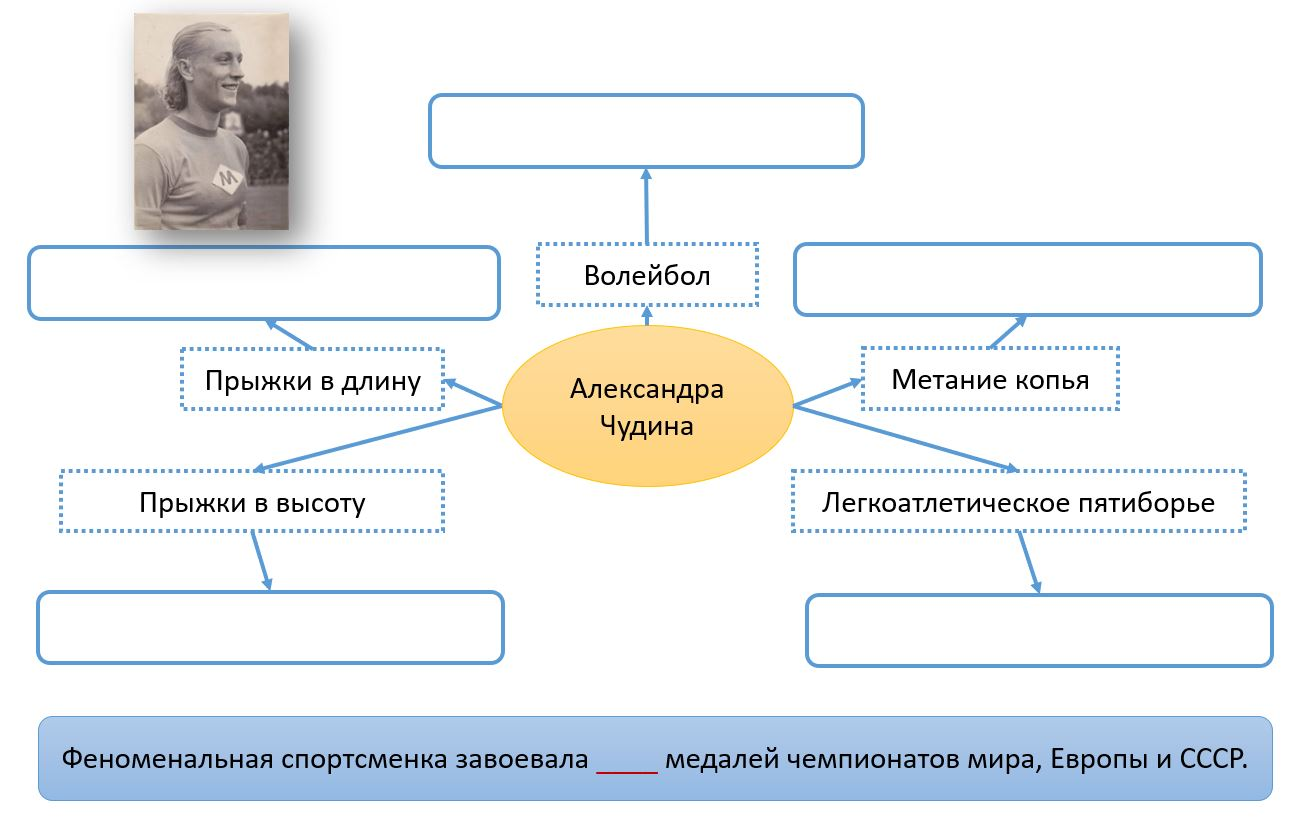 М
Волейбол
Прыжки в длину
Александра
Чудина
Метание копья
Прыжки в высоту
Легкоатлетическое пятиборье
Феноменальная спортсменка завоевала ____ медалей чемпионатов мира, Европы и СССР.